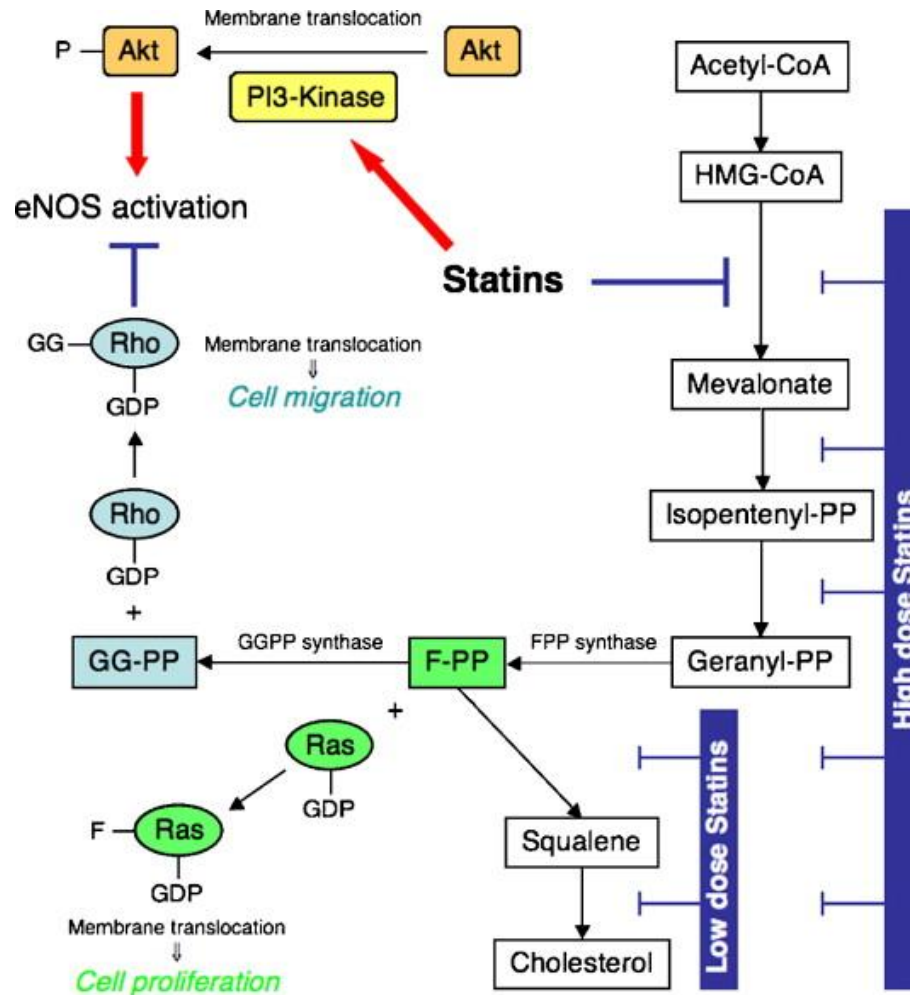 Membrane translocation
P
Akt
Akt
PI3-Kinase
Acetyl-CoA
HMG-CoA
eNOS activation
Statins
GG
Rho
GDP
Membrane translocation
⇓
Cell migration
Mevalonate
Rho
GDP
+
Isopentenyl-PP
GG-PP
GGPP synthase
F-PP
FPP synthase
Geranyl-PP
+
Ras
GDP
F
Ras
GDP
Membrane translocation
⇓
Cell proliferation
Squalene
Cholesterol
Low dose Statins
High dose Statins